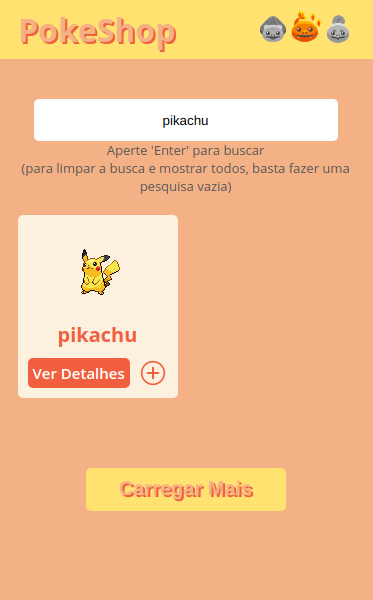 PokeShop
pikachu
Aperte 'Enter' para buscar
(para limpar a busca e mostrar todos, basta fazer uma
pesquisa vazia)
pikachu
Ver Detalhes
Carregar Mais